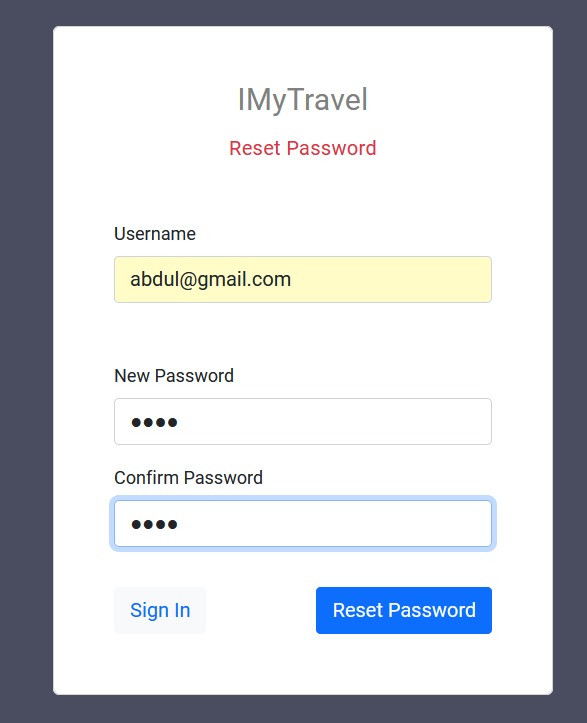 IMyTravel
Reset Password
Username
abdul@gmail.com
New Password
••••
Confirm Password
••••
Sign In Reset Password